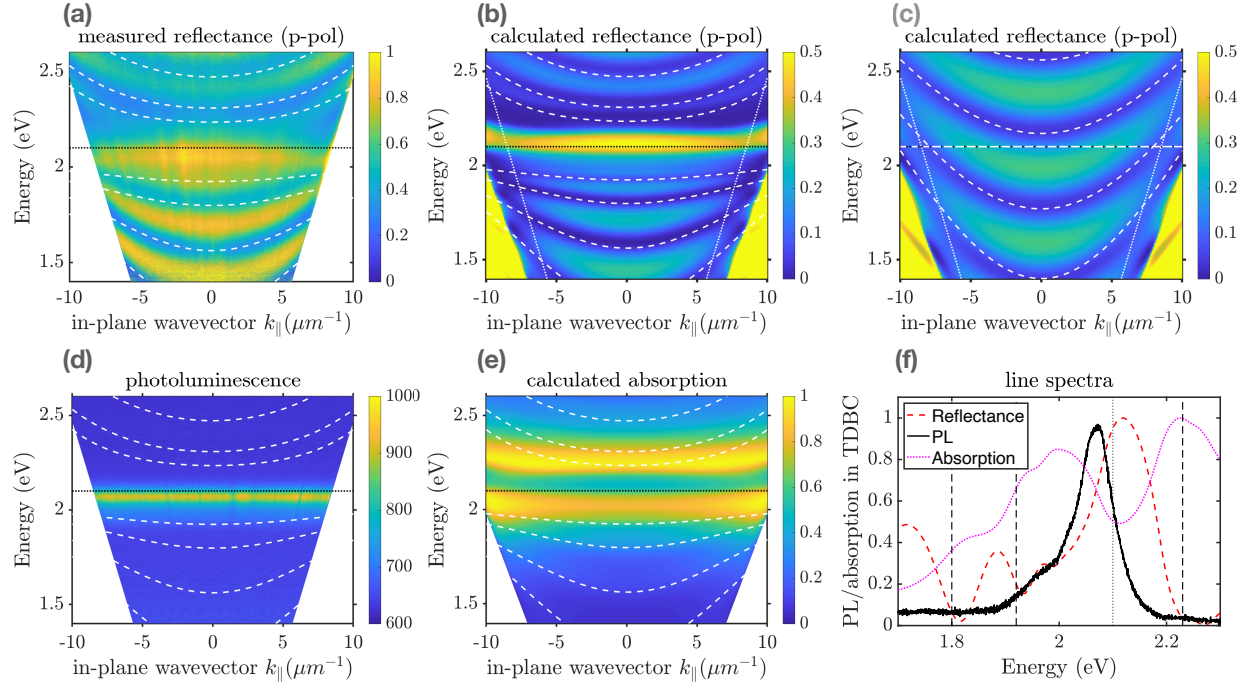 (a)
measured reflectance (p-pol)
2.5
2
1.5
Energy (eV)
-10 -5 0 5 10
in-plane wavevector k∥(μm⁻¹)
1
0.8
0.6
0.4
0.2
0
(b)
calculated reflectance (p-pol)
2.5
2
1.5
Energy (eV)
-10 -5 0 5 10
in-plane wavevector k∥(μm⁻¹)
0.5
0.4
0.3
0.2
0.1
0
(c)
calculated reflectance (p-pol)
2.5
2
1.5
Energy (eV)
-10 -5 0 5 10
in-plane wavevector k∥(μm⁻¹)
0.5
0.4
0.3
0.2
0.1
0
(d)
photoluminescence
2.5
2
1.5
Energy (eV)
-10 -5 0 5 10
in-plane wavevector k∥(μm⁻¹)
1000
900
800
700
600
(e)
calculated absorption
2.5
2
1.5
Energy (eV)
-10 -5 0 5 10
in-plane wavevector k∥(μm⁻¹)
1
0.8
0.6
0.4
0.2
0
(f)
line spectra
Reflectance
PL
Absorption
1
0.8
0.6
0.4
0.2
0
PL/absorption in TDBC
1.8 2 2.2
Energy (eV)